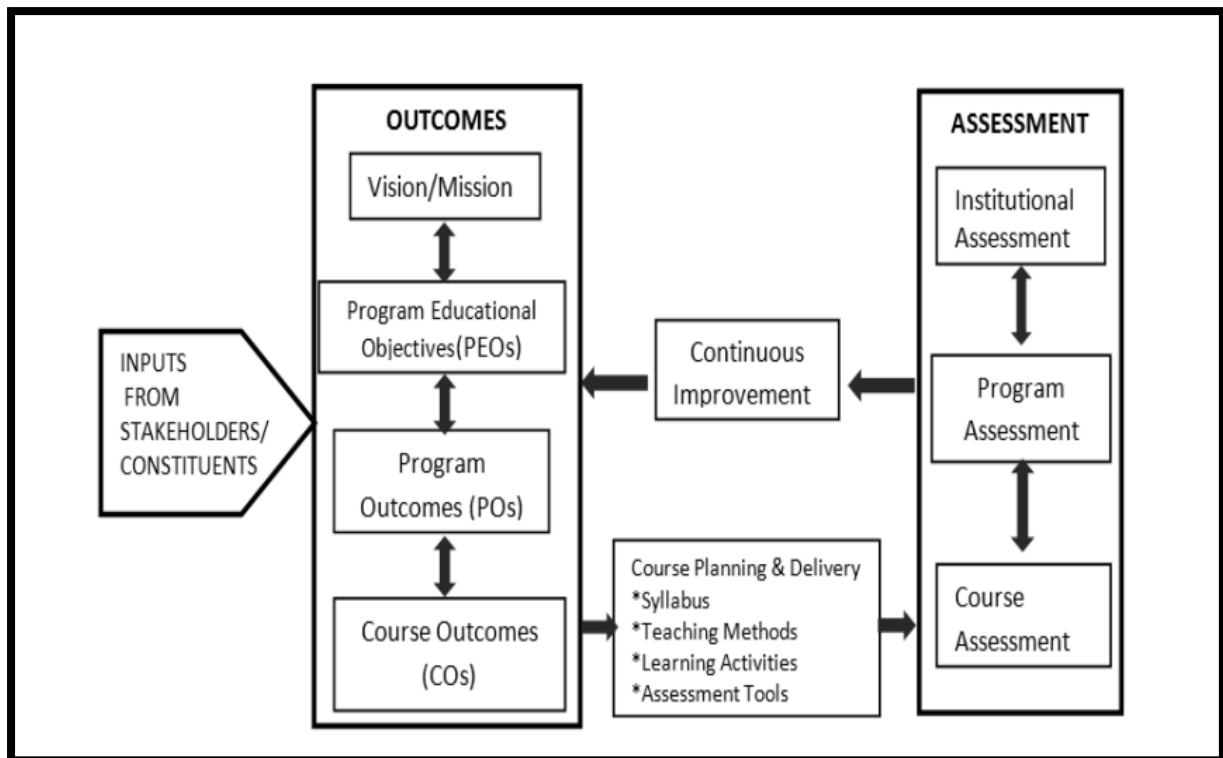 INPUTS
FROM
STAKEHOLDERS/
CONSTITUENTS
OUTCOMES
Vision/Mission
Program Educational
Objectives(PEOs)
Program
Outcomes (POs)
Course Outcomes
(COs)
Continuous
Improvement
Course Planning & Delivery
*Syllabus
*Teaching Methods
*Learning Activities
*Assessment Tools
ASSESSMENT
Institutional
Assessment
Program
Assessment
Course
Assessment